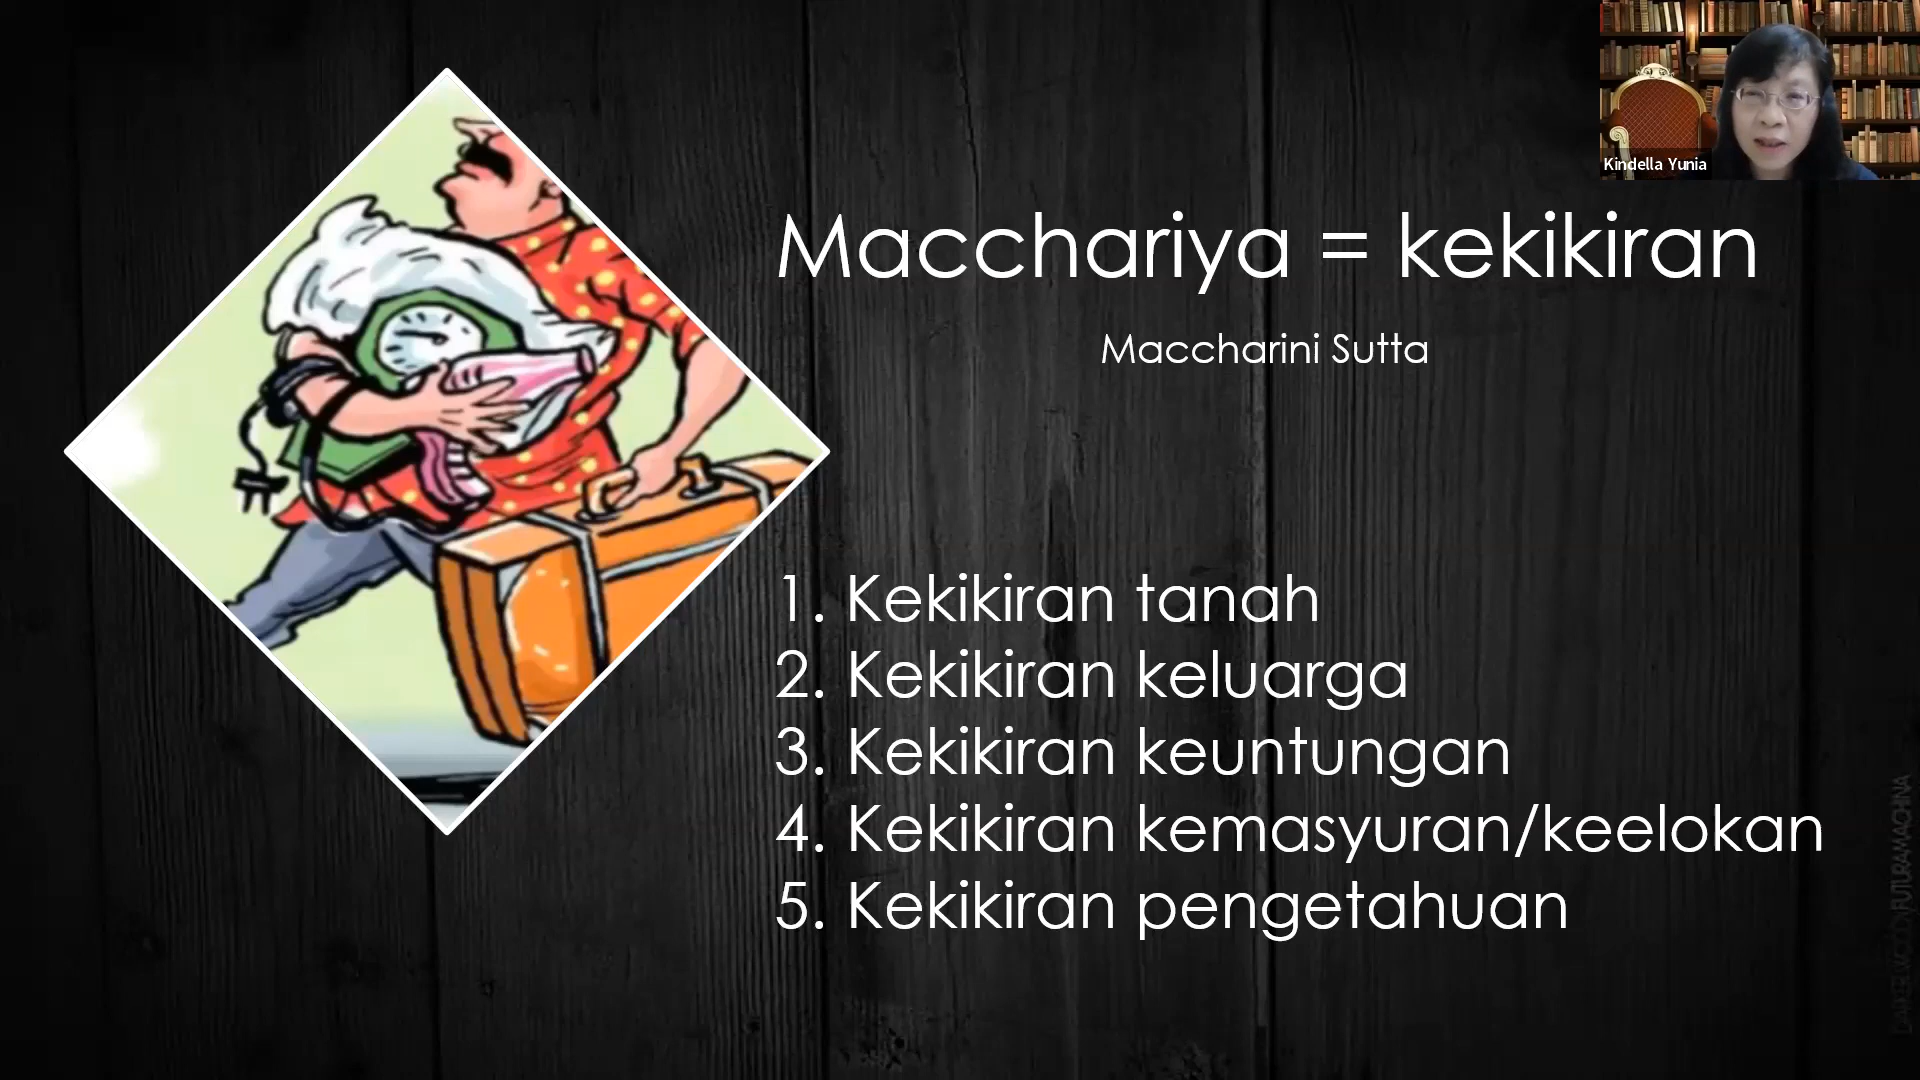 Kindella Yunia
Macchariya = kekikiran
Maccharini Sutta
1. Kekikiran tanah
2. Kekikiran keluarga
3. Kekikiran keuntungan
4. Kekikiran kemasyuran/keelokan
5. Kekikiran pengetahuan